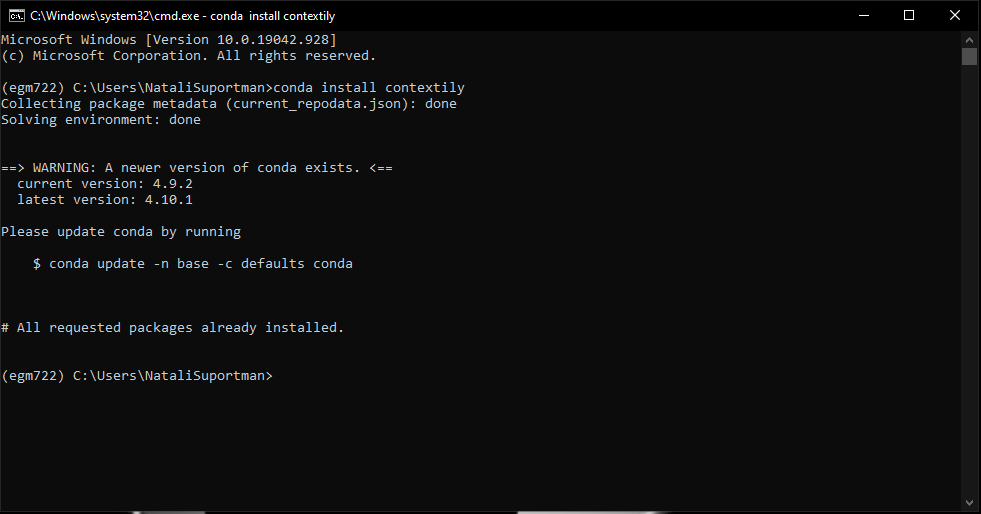 C:\Windows\system32\cmd.exe - conda  install contextily
Microsoft Windows [Version 10.0.19042.928]
(c) Microsoft Corporation. All rights reserved.
(egm722) C:\Users\NataliSuportman>conda install contextily
Collecting package metadata (current_repodata.json): done
Solving environment: done
==> WARNING: A newer version of conda exists. <==
  current version: 4.9.2
  latest version: 4.10.1
Please update conda by running
    $ conda update -n base -c defaults conda
# All requested packages already installed.
(egm722) C:\Users\NataliSuportman>